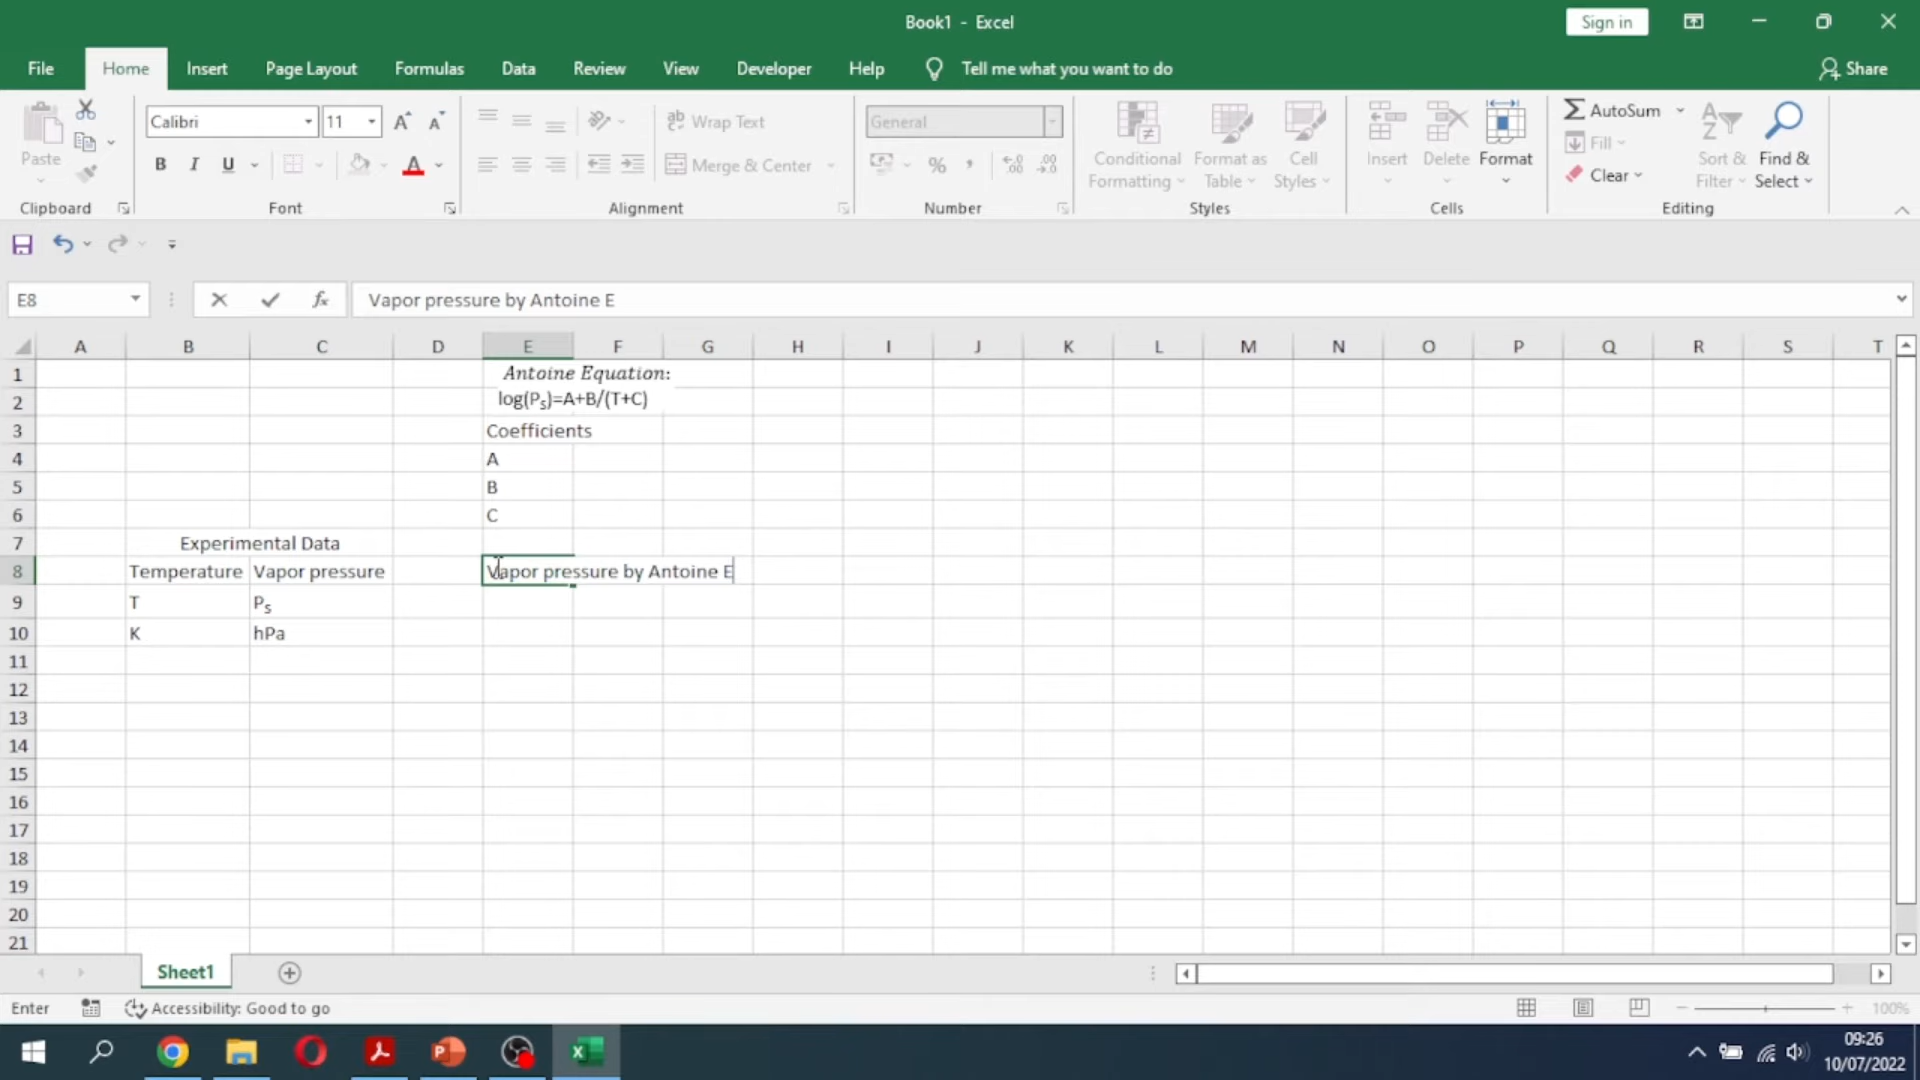 Book1 - Excel
Sign in
File Home Insert Page Layout Formulas Data Review View Developer Help Tell me what you want to do Share
Calibri 11 Wrap Text General AutoSum
Paste Conditional Format as Cell Insert Delete Format Fill Sort & Find &
B I U Merge & Center % Formatting Table Styles Clear Filter Select
Clipboard Font Alignment Number Styles Cells Editing
E8 fx Vapor pressure by Antoine E
A B C D E F G H I J K L M N O P Q R S T
1 Antoine Equation:
2 log(Pₛ)=A+B/(T+C)
3 Coefficients
4 A
5 B
6 C
7 Experimental Data
8 Temperature Vapor pressure Vapor pressure by Antoine E
9 T Pₛ
10 K hPa
11
12
13
14
15
16
17
18
19
20
21
Sheet1
Enter Accessibility: Good to go 100%
09:26
10/07/2022